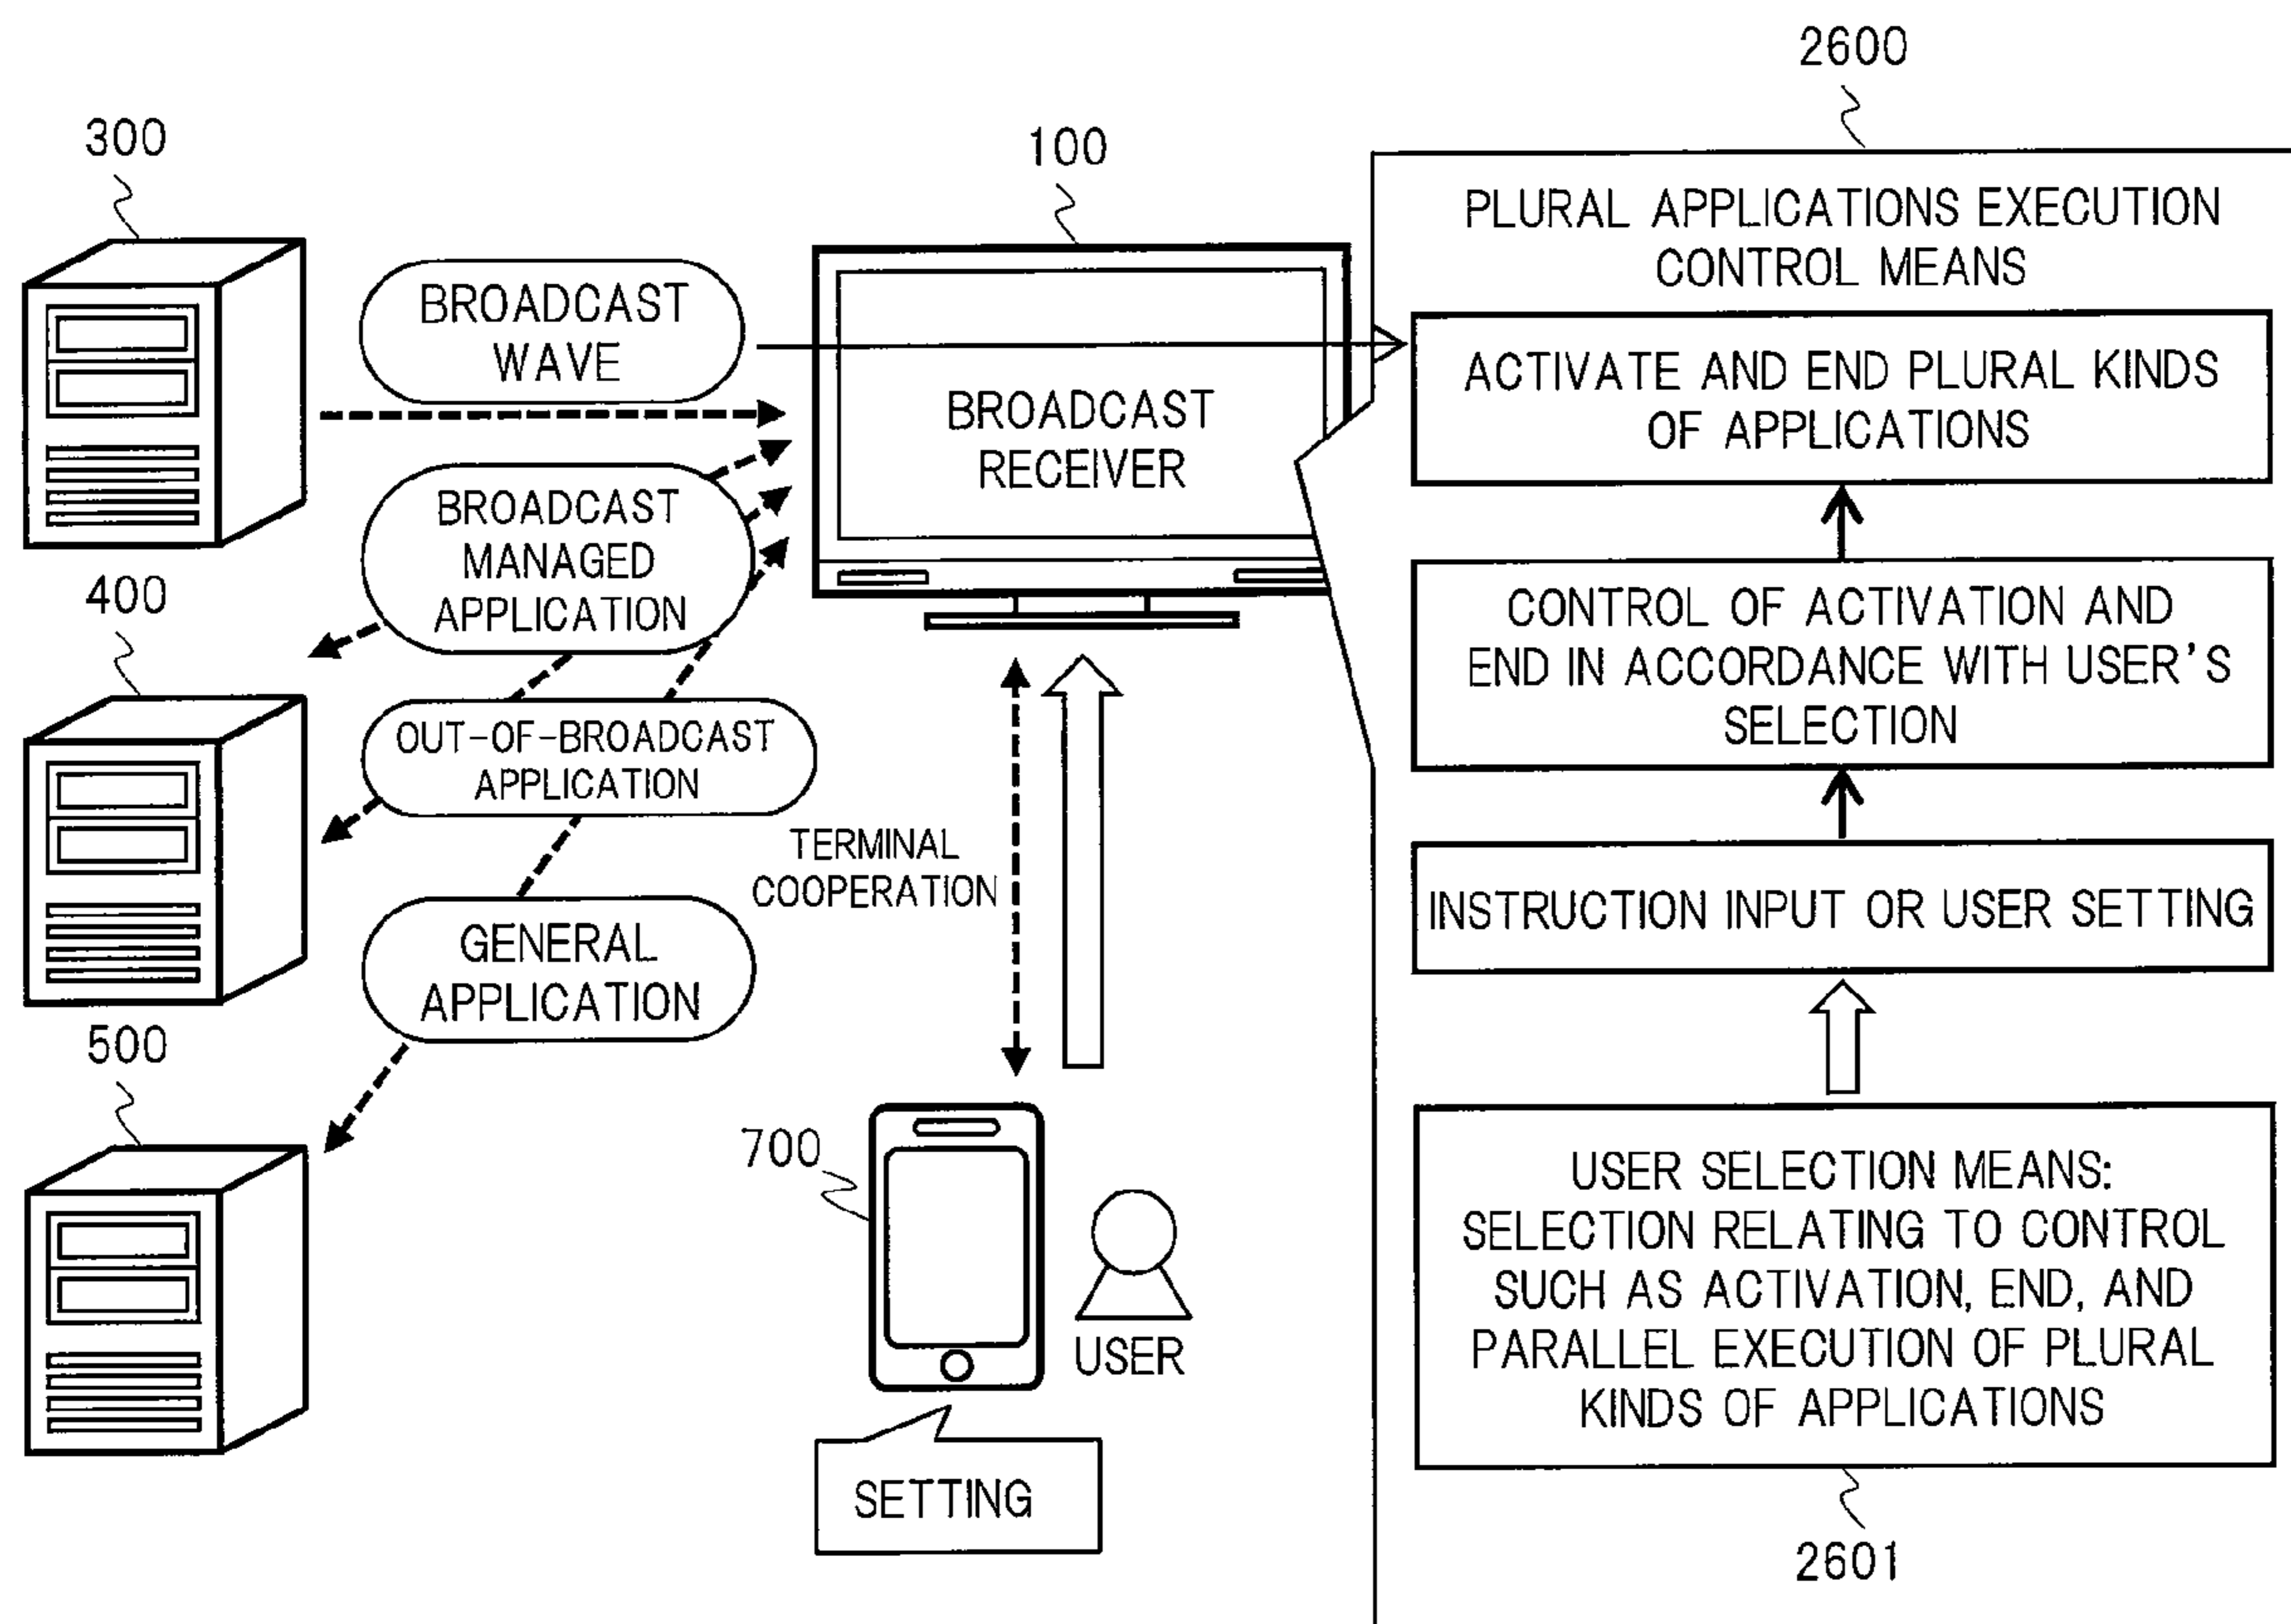 300
BROADCAST
WAVE
BROADCAST
MANAGED
APPLICATION
400
OUT-OF-BROADCAST
APPLICATION
GENERAL
APPLICATION
500
100
BROADCAST
RECEIVER
TERMINAL
COOPERATION
700
USER
SETTING
2600
PLURAL APPLICATIONS EXECUTION
CONTROL MEANS
ACTIVATE AND END PLURAL KINDS
OF APPLICATIONS
CONTROL OF ACTIVATION AND
END IN ACCORDANCE WITH USER'S
SELECTION
INSTRUCTION INPUT OR USER SETTING
USER SELECTION MEANS:
SELECTION RELATING TO CONTROL
SUCH AS ACTIVATION, END, AND
PARALLEL EXECUTION OF PLURAL
KINDS OF APPLICATIONS
2601